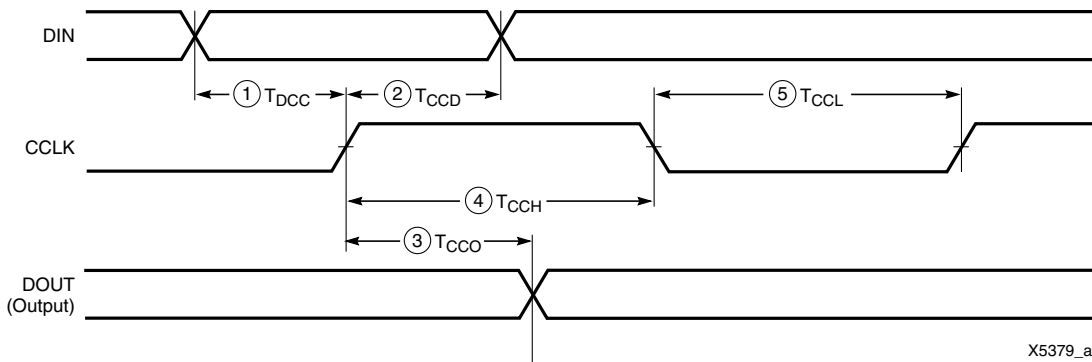 DIN
① TDCC
② TCCD
⑤ TCCL
CCLK
④ TCCH
③ TCCO
DOUT
(Output)
X5379_a